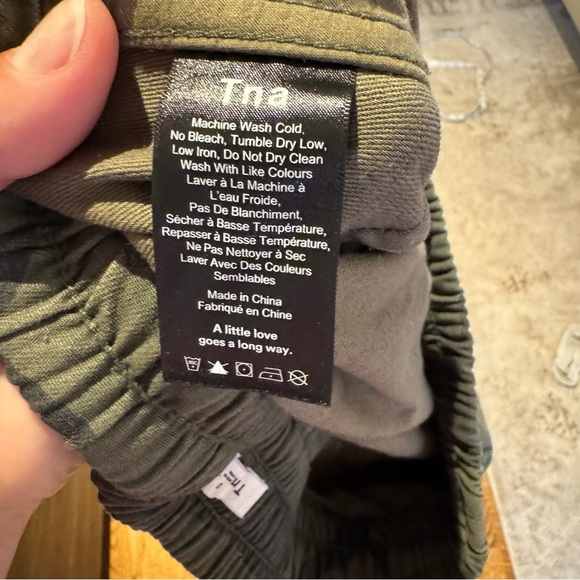 Tna
Machine Wash Cold,
No Bleach, Tumble Dry Low,
Low Iron, Do Not Dry Clean
Wash With Like Colours
Laver à La Machine à
L'eau Froide,
Pas De Blanchiment,
Sécher à Basse Température,
Repasser à Basse Température,
Ne Pas Nettoyer à Sec
Laver Avec Des Couleurs
Semblables
Made in China
Fabriqué en Chine
A little love
goes a long way.
Tna